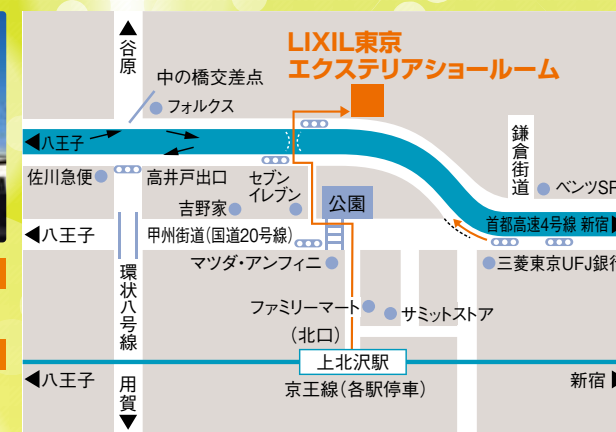 ▲
谷原
LIXIL東京
エクステリアショールーム
中の橋交差点
フォルクス
◀八王子
鎌倉街道
佐川急便
高井戸出口
セブン
イレブン
ベンツSF
吉野家
公園
首都高速4号線 新宿▶
◀八王子
甲州街道(国道20号線)
マツダ・アンフィニ
三菱東京UFJ銀行
環状八号線
ファミリーマート
サミットストア
(北口)
上北沢駅
◀八王子
用賀
▼
京王線(各駅停車)
新宿▶